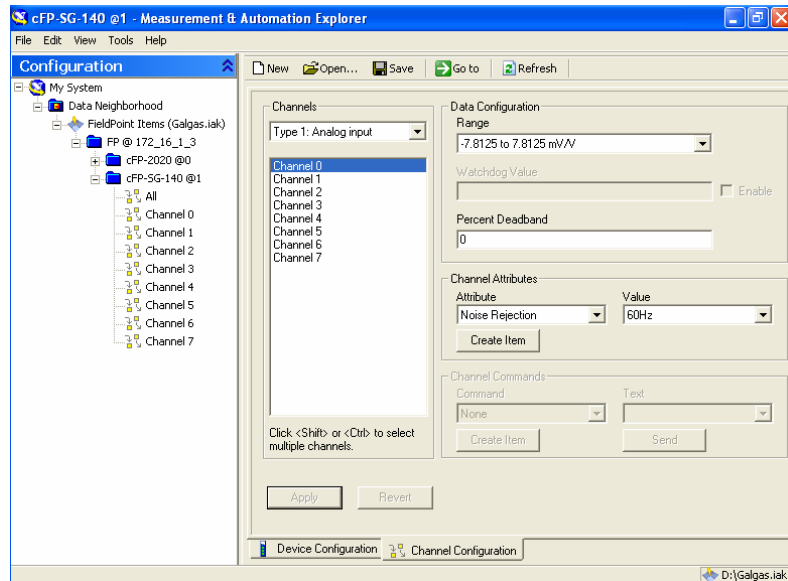 cFP-SG-140 @1 - Measurement & Automation Explorer
File Edit View Tools Help
Configuration
New Open... Save Go to Refresh
My System
Data Neighborhood
FieldPoint Items (Galgas.iak)
FP @ 172_16_1_3
cFP-2020 @0
cFP-SG-140 @1
All
Channel 0
Channel 1
Channel 2
Channel 3
Channel 4
Channel 5
Channel 6
Channel 7
Channels
Type 1: Analog input
Channel 0
Channel 1
Channel 2
Channel 3
Channel 4
Channel 5
Channel 6
Channel 7
Click <Shift> or <Ctrl> to select
multiple channels.
Data Configuration
Range
-7.8125 to 7.8125 mV/V
Watchdog Value
Enable
Percent Deadband
0
Channel Attributes
Attribute Value
Noise Rejection 60Hz
Create Item
Channel Commands
Command Text
None
Create Item Send
Apply Revert
Device Configuration Channel Configuration
D:\Galgas.iak